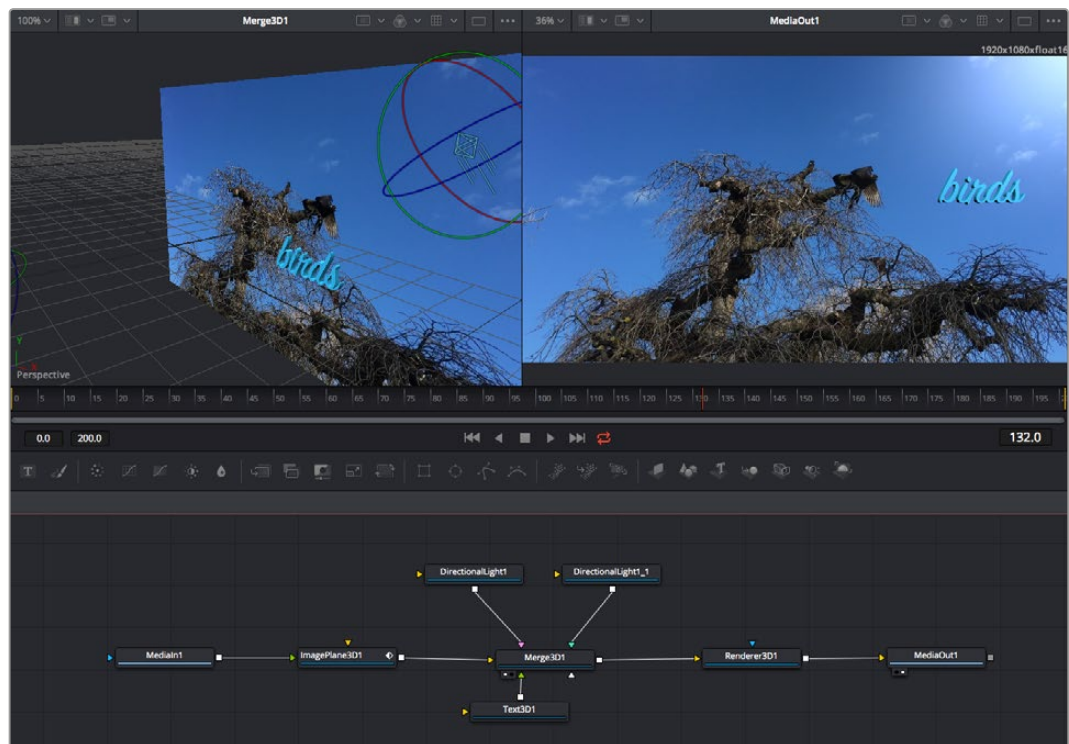 100%
Merge3D1
36%
MediaOut1
1920x1080xfloat16
birds
Perspective
birds
0 5 10 15 20 25 30 35 40 45 50 55 60 65 70 75 80 85 90 95 100 105 110 115 120 125 130 135 140 145 150 155 160 165 170 175 180 185 190 195
0.0 200.0
132.0
T
DirectionalLight1
DirectionalLight1_1
MediaIn1
ImagePlane3D1
Merge3D1
Renderer3D1
MediaOut1
Text3D1